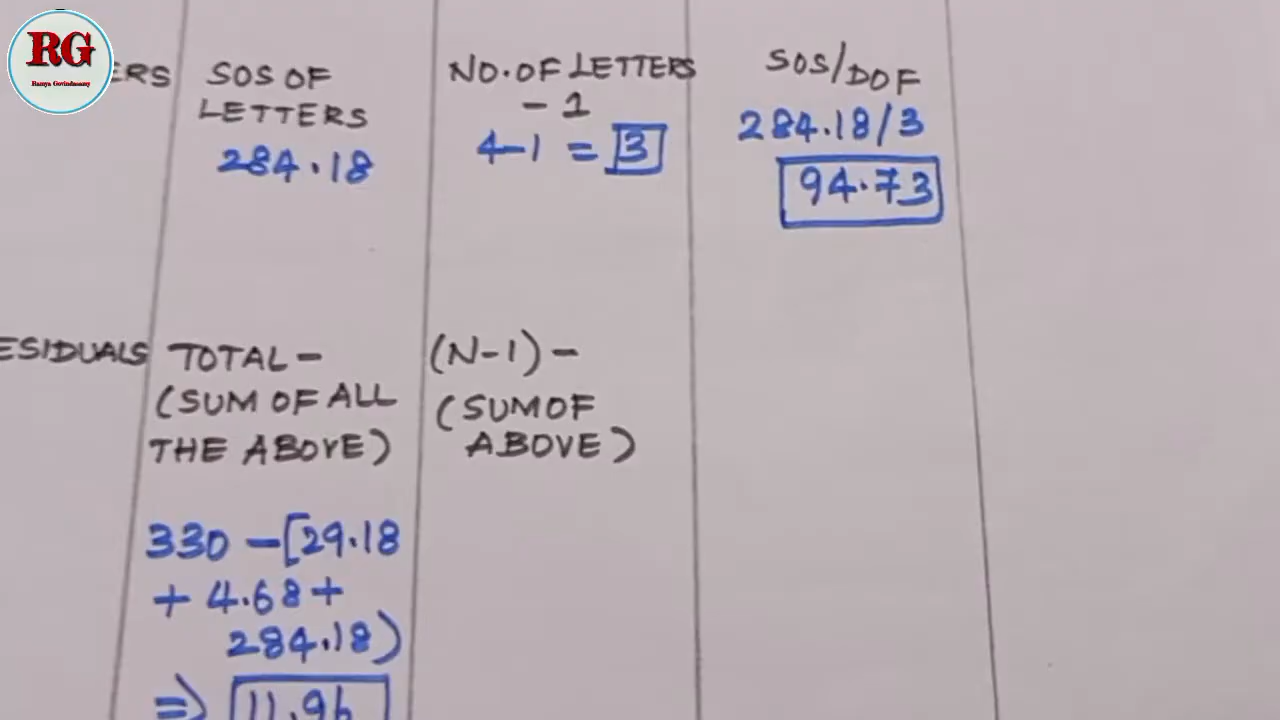 RG
Ramya Govindasamy
ERS
SOS OF
LETTERS
284.18
NO. OF LETTERS
- 1
4-1 = 3
SOS/DOF
284.18/3
94.73
ESIDUALS
TOTAL -
(SUM OF ALL
THE ABOVE)
330 - [29.18
+ 4.68 +
284.18)
=> 11.96
(N-1) -
(SUM OF
ABOVE)